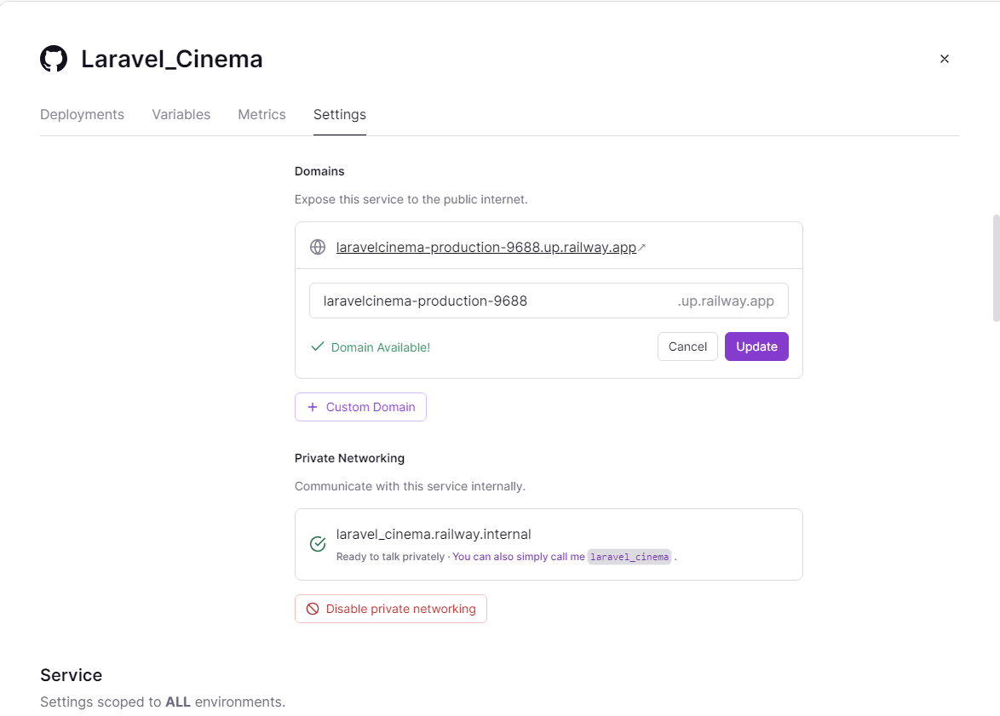 Laravel_Cinema
Deployments Variables Metrics Settings
Domains
Expose this service to the public internet.
laravelcinema-production-9688.up.railway.app↗
laravelcinema-production-9688 .up.railway.app
Domain Available! Cancel Update
+ Custom Domain
Private Networking
Communicate with this service internally.
laravel_cinema.railway.internal
Ready to talk privately · You can also simply call me laravel_cinema .
Disable private networking
Service
Settings scoped to ALL environments.